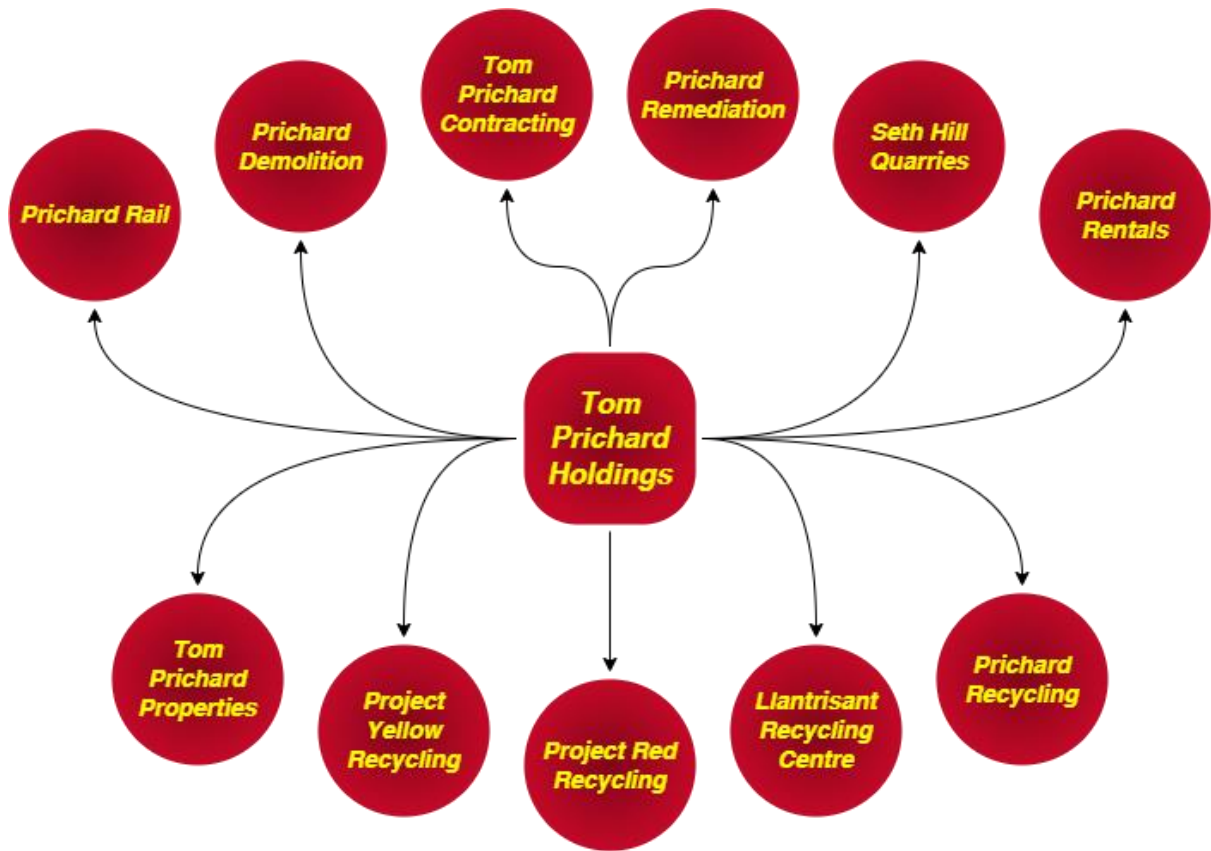 Tom
Prichard
Contracting
Prichard
Remediation
Prichard
Demolition
Seth Hill
Quarries
Prichard Rail
Prichard
Rentals
Tom
Prichard
Holdings
Tom
Prichard
Properties
Project
Yellow
Recycling
Project Red
Recycling
Llantrisant
Recycling
Centre
Prichard
Recycling